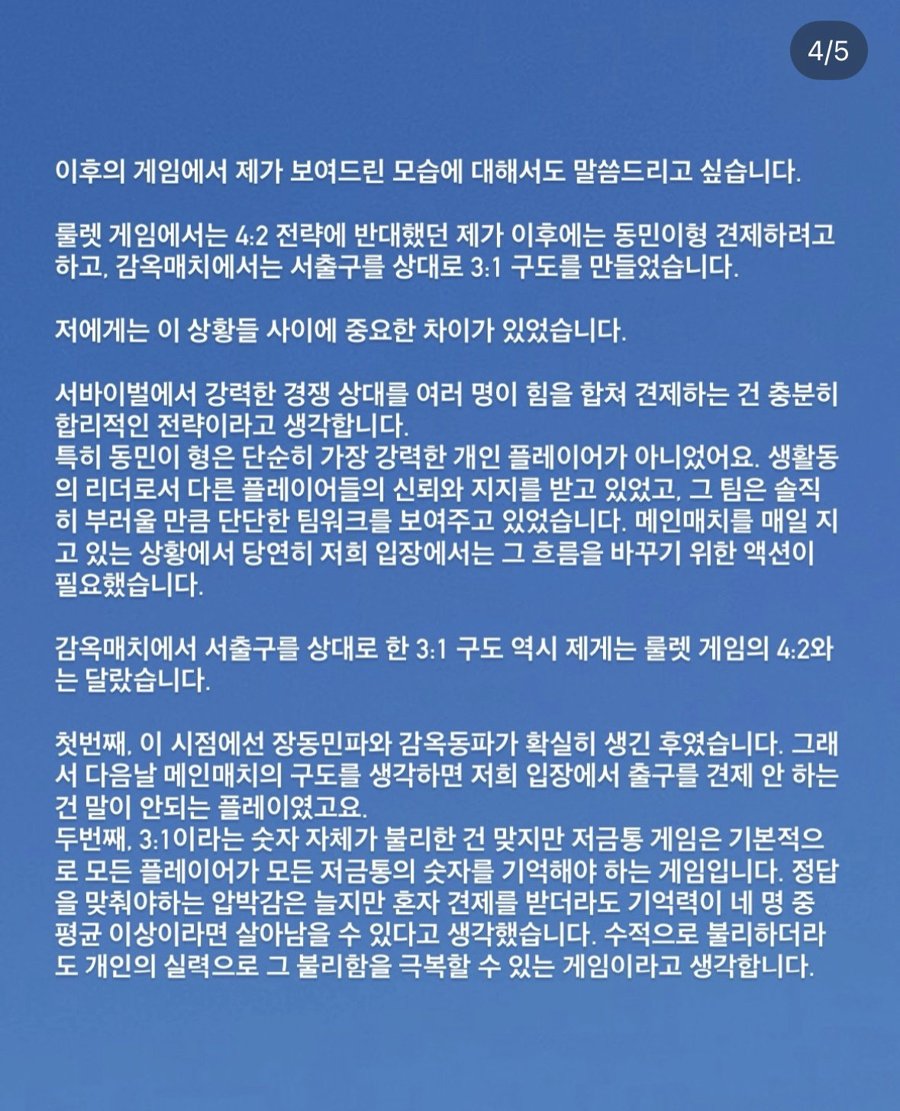 4/5
이후의 게임에서 제가 보여드린 모습에 대해서도 말씀드리고 싶습니다.
룰렛 게임에서는 4:2 전략에 반대했던 제가 이후에는 동민이형 견제하려고
하고, 감옥매치에서는 서출구를 상대로 3:1 구도를 만들었습니다.
저에게는 이 상황들 사이에 중요한 차이가 있었습니다.
서바이벌에서 강력한 경쟁 상대를 여러 명이 힘을 합쳐 견제하는 건 충분히
합리적인 전략이라고 생각합니다.
특히 동민이 형은 단순히 가장 강력한 개인 플레이어가 아니었어요. 생활동
의 리더로서 다른 플레이어들의 신뢰와 지지를 받고 있었고, 그 팀은 솔직
히 부러울 만큼 단단한 팀워크를 보여주고 있었습니다. 메인매치를 매일 지
고 있는 상황에서 당연히 저희 입장에서는 그 흐름을 바꾸기 위한 액션이
필요했습니다.
감옥매치에서 서출구를 상대로 한 3:1 구도 역시 제게는 룰렛 게임의 4:2와
는 달랐습니다.
첫번째, 이 시점에선 장동민파와 감옥동파가 확실히 생긴 후였습니다. 그래
서 다음날 메인매치의 구도를 생각하면 저희 입장에서 출구를 견제 안 하는
건 말이 안되는 플레이였고요.
두번째, 3:1이라는 숫자 자체가 불리한 건 맞지만 저금통 게임은 기본적으
로 모든 플레이어가 모든 저금통의 숫자를 기억해야 하는 게임입니다. 정답
을 맞춰야하는 압박감은 늘지만 혼자 견제를 받더라도 기억력이 네 명 중
평균 이상이라면 살아남을 수 있다고 생각했습니다. 수적으로 불리하더라
도 개인의 실력으로 그 불리함을 극복할 수 있는 게임이라고 생각합니다.